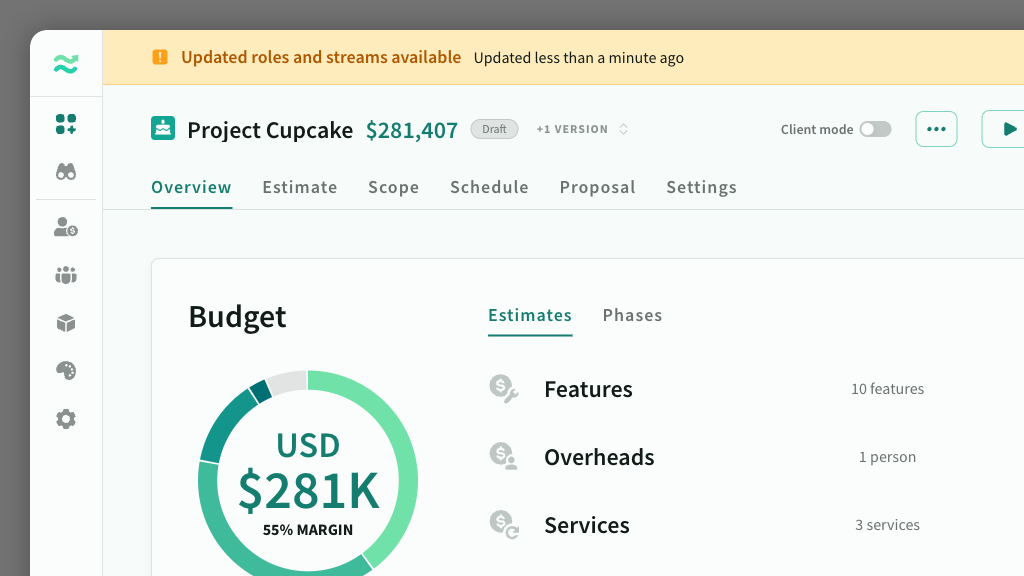 Updated roles and streams available Updated less than a minute ago
Project Cupcake $281,407 Draft +1 VERSION Client mode
Overview Estimate Scope Schedule Proposal Settings
Budget
Estimates Phases
Features 10 features
Overheads 1 person
Services 3 services
USD
$281K
55% MARGIN